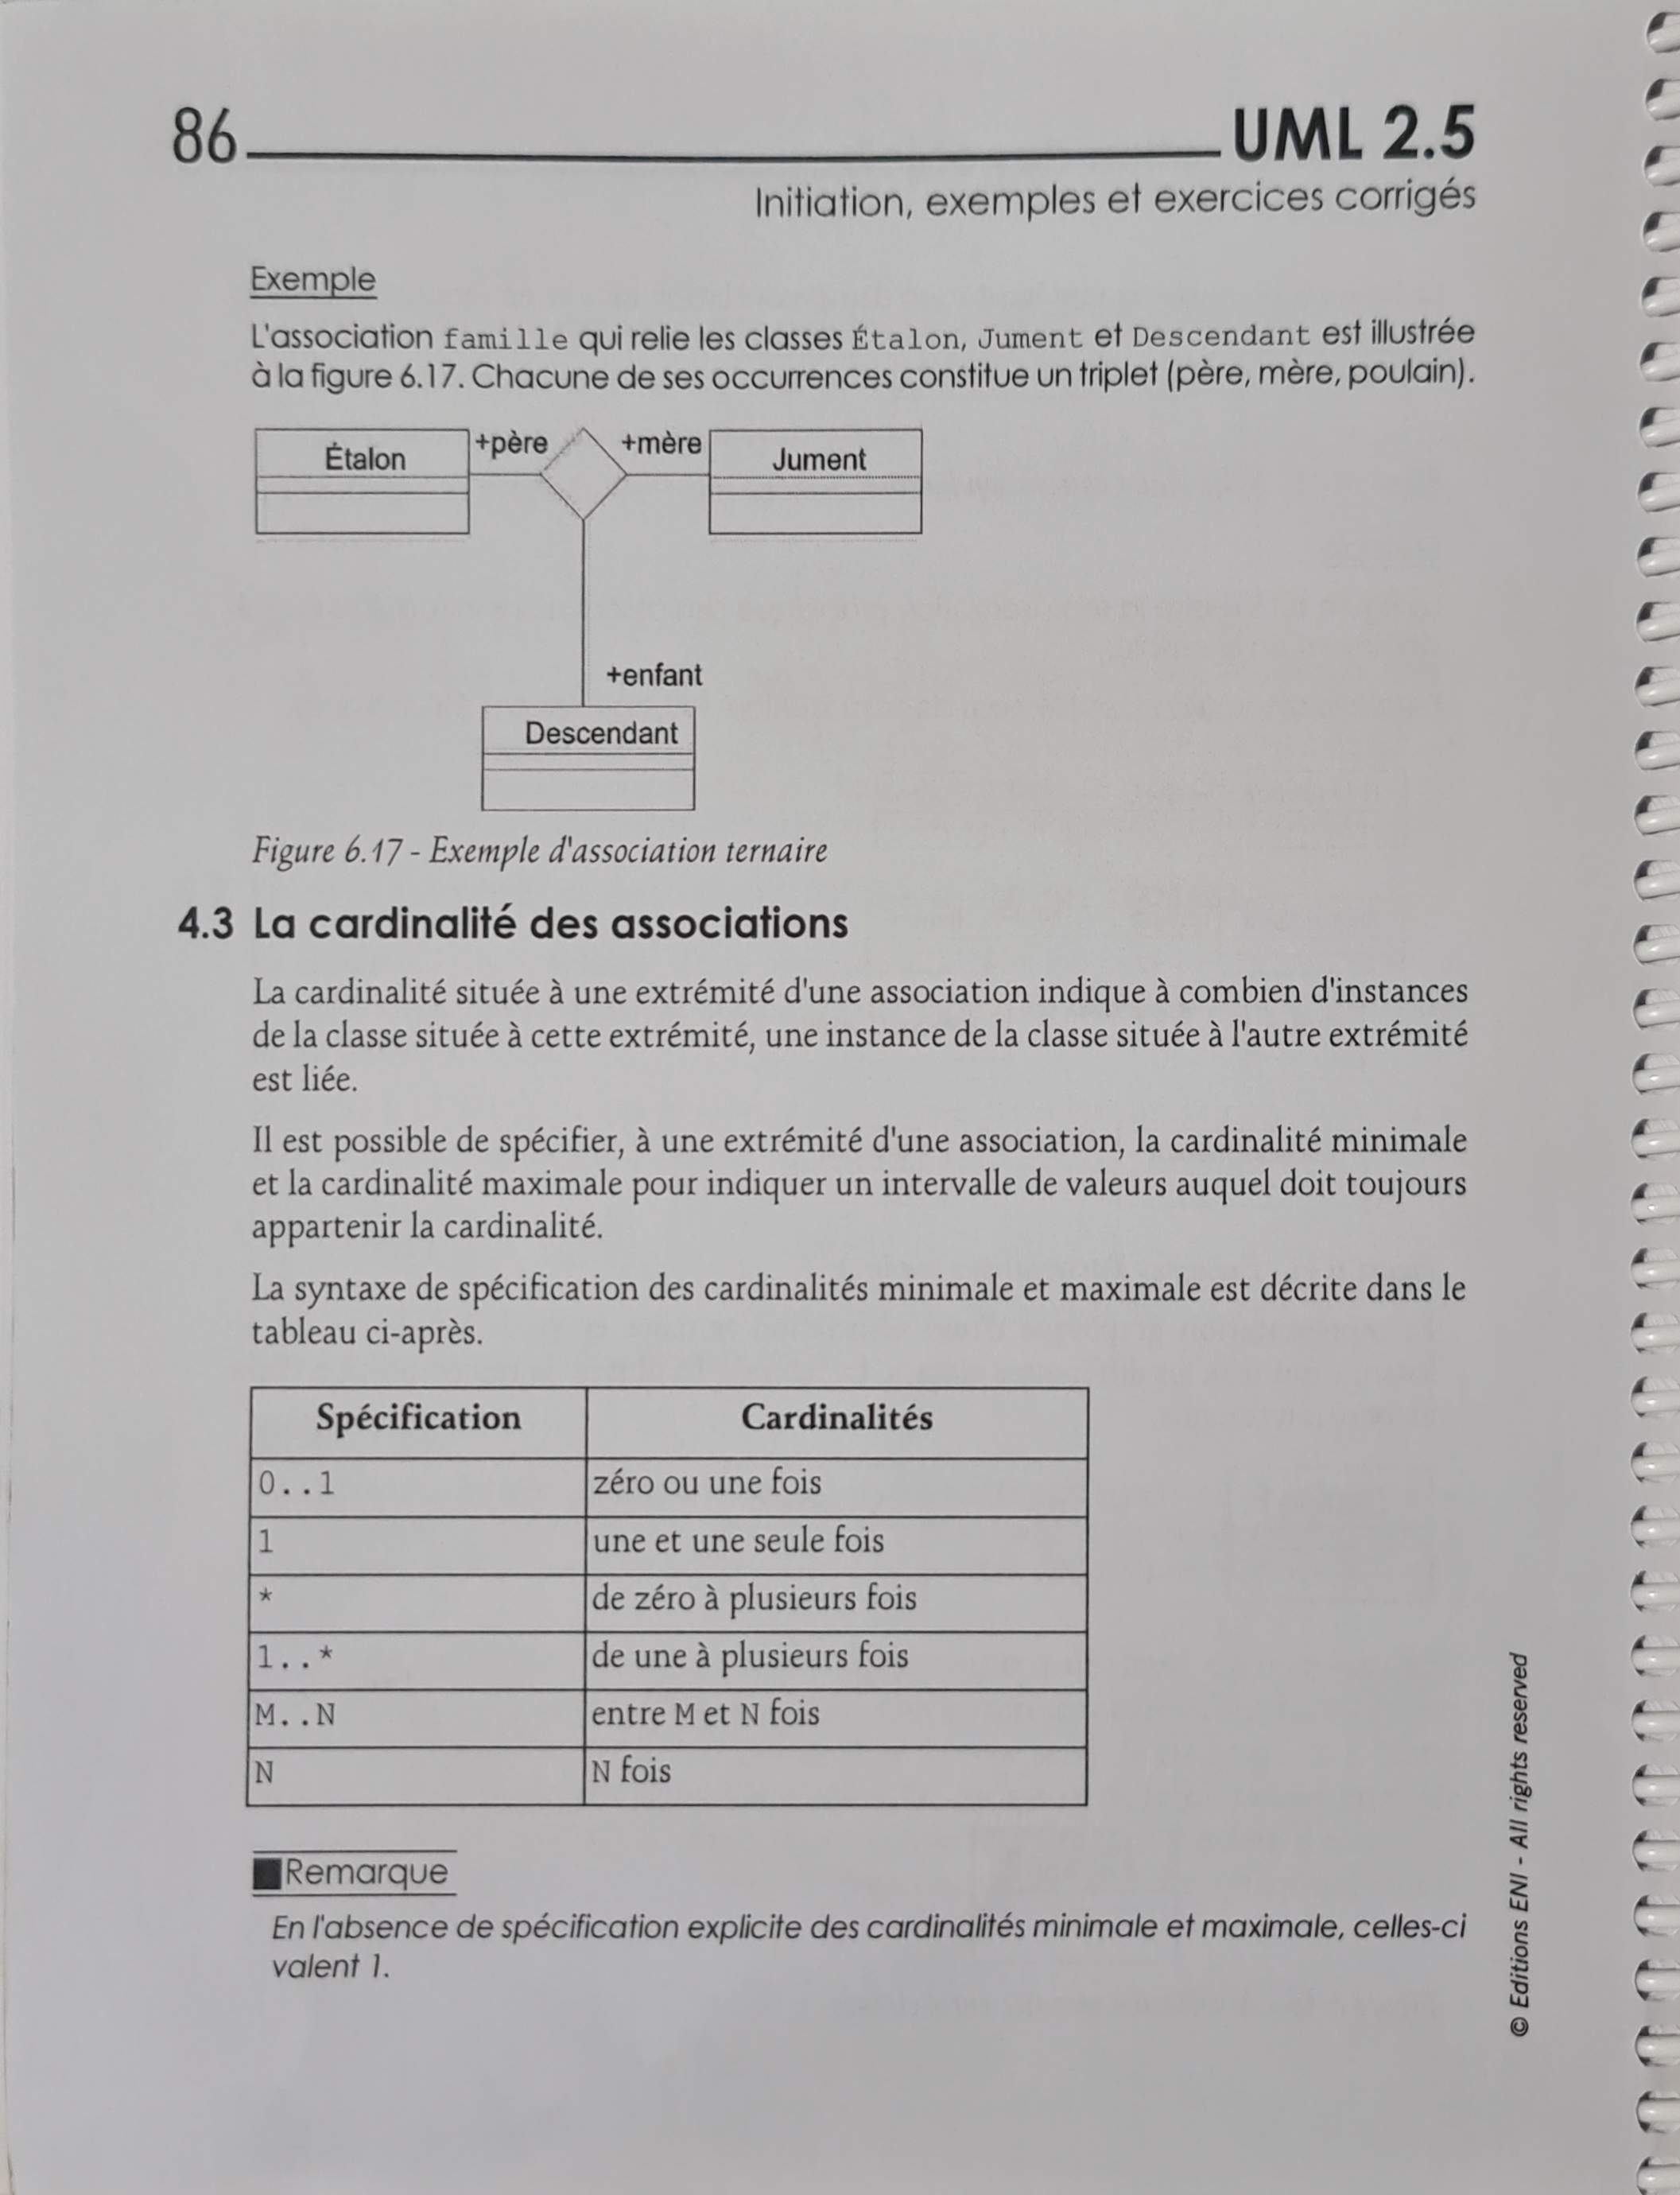 86 UML 2.5
Initiation, exemples et exercices corrigés
Exemple
L'association famille qui relie les classes Étalon, Jument et Descendant est illustrée
à la figure 6.17. Chacune de ses occurrences constitue un triplet (père, mère, poulain).
Étalon +père +mère Jument
+enfant
Descendant
Figure 6.17 - Exemple d'association ternaire
4.3 La cardinalité des associations
La cardinalité située à une extrémité d'une association indique à combien d'instances
de la classe située à cette extrémité, une instance de la classe située à l'autre extrémité
est liée.
Il est possible de spécifier, à une extrémité d'une association, la cardinalité minimale
et la cardinalité maximale pour indiquer un intervalle de valeurs auquel doit toujours
appartenir la cardinalité.
La syntaxe de spécification des cardinalités minimale et maximale est décrite dans le
tableau ci-après.
Spécification Cardinalités
0..1 zéro ou une fois
1 une et une seule fois
* de zéro à plusieurs fois
1..* de une à plusieurs fois
M..N entre M et N fois
N N fois
Remarque
En l'absence de spécification explicite des cardinalités minimale et maximale, celles-ci
valent 1.
© Editions ENI - All rights reserved